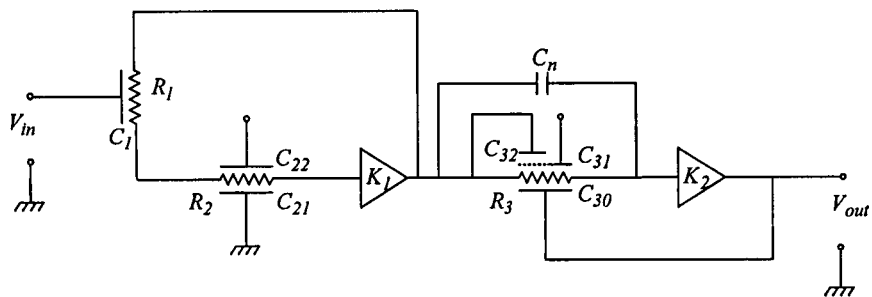 C_n
R_1
V_in
C_1
C_22
C_32
C_31
K_1
K_2
R_2
C_21
R_3
C_30
V_out